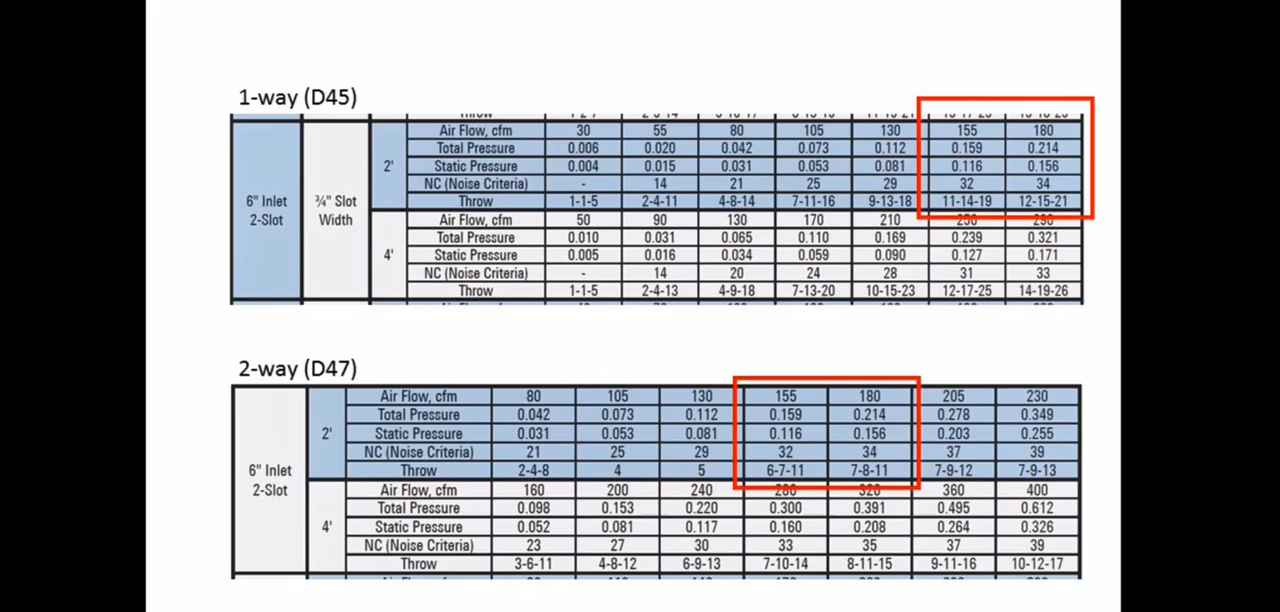 1-way (D45)
6" Inlet
2-Slot
¾" Slot
Width
2'
Air Flow, cfm 30 55 80 105 130 155 180
Total Pressure 0.006 0.020 0.042 0.073 0.112 0.159 0.214
Static Pressure 0.004 0.015 0.031 0.053 0.081 0.116 0.156
NC (Noise Criteria) - 14 21 25 29 32 34
Throw 1-1-5 2-4-11 4-8-14 7-11-16 9-13-18 11-14-19 12-15-21
4'
Air Flow, cfm 50 90 130 170 210 250 290
Total Pressure 0.010 0.031 0.065 0.110 0.169 0.239 0.321
Static Pressure 0.005 0.016 0.034 0.059 0.090 0.127 0.171
NC (Noise Criteria) - 14 20 24 28 31 33
Throw 1-1-5 2-4-13 4-9-18 7-13-20 10-15-23 12-17-25 14-19-26
2-way (D47)
6" Inlet
2-Slot
2'
Air Flow, cfm 80 105 130 155 180 205 230
Total Pressure 0.042 0.073 0.112 0.159 0.214 0.278 0.349
Static Pressure 0.031 0.053 0.081 0.116 0.156 0.203 0.255
NC (Noise Criteria) 21 25 29 32 34 37 39
Throw 2-4-8 4 5 6-7-11 7-8-11 7-9-12 7-9-13
4'
Air Flow, cfm 160 200 240 280 320 360 400
Total Pressure 0.098 0.153 0.220 0.300 0.391 0.495 0.612
Static Pressure 0.052 0.081 0.117 0.160 0.208 0.264 0.326
NC (Noise Criteria) 23 27 30 33 35 37 39
Throw 3-6-11 4-8-12 6-9-13 7-10-14 8-11-15 9-11-16 10-12-17